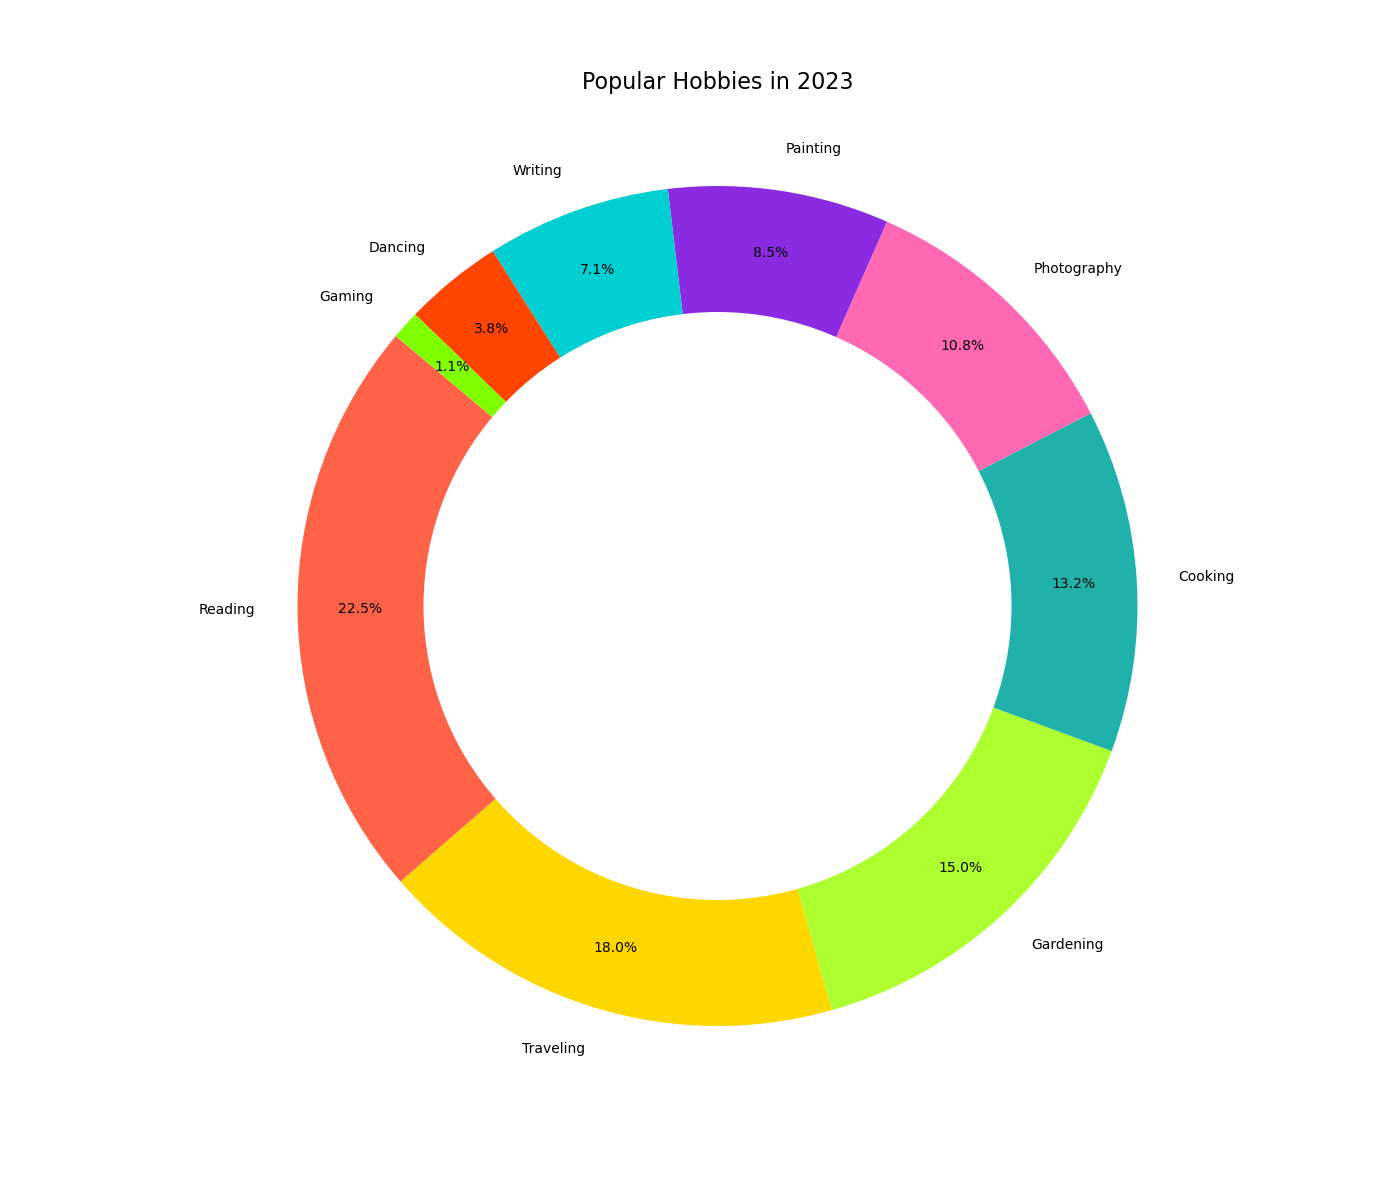 Popular Hobbies in 2023
Painting
Writing
8.5%
Dancing
7.1%
Photography
Gaming
3.8%
10.8%
1.1%
Cooking
13.2%
Reading
22.5%
15.0%
Gardening
18.0%
Traveling